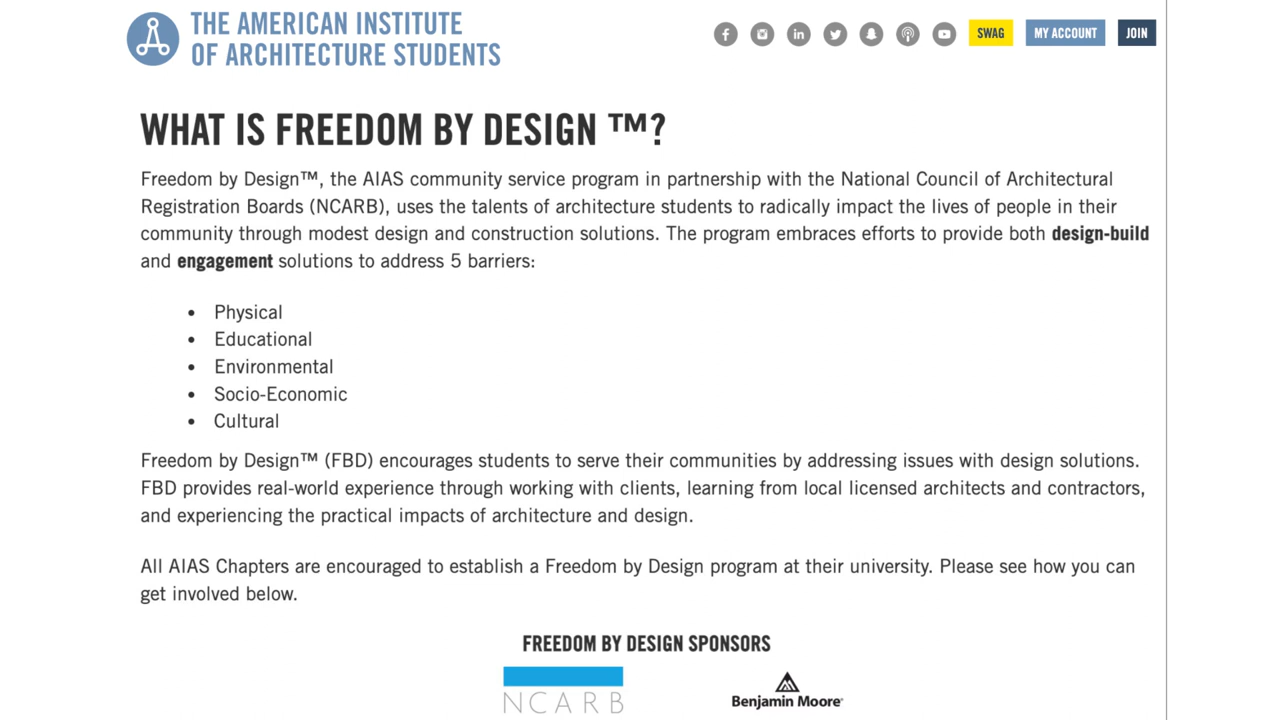 THE AMERICAN INSTITUTE
OF ARCHITECTURE STUDENTS
SWAG
MY ACCOUNT
JOIN
WHAT IS FREEDOM BY DESIGN ™?
Freedom by Design™, the AIAS community service program in partnership with the National Council of Architectural
Registration Boards (NCARB), uses the talents of architecture students to radically impact the lives of people in their
community through modest design and construction solutions. The program embraces efforts to provide both design-build
and engagement solutions to address 5 barriers:
• Physical
• Educational
• Environmental
• Socio-Economic
• Cultural
Freedom by Design™ (FBD) encourages students to serve their communities by addressing issues with design solutions.
FBD provides real-world experience through working with clients, learning from local licensed architects and contractors,
and experiencing the practical impacts of architecture and design.
All AIAS Chapters are encouraged to establish a Freedom by Design program at their university. Please see how you can
get involved below.
FREEDOM BY DESIGN SPONSORS
NCARB
Benjamin Moore